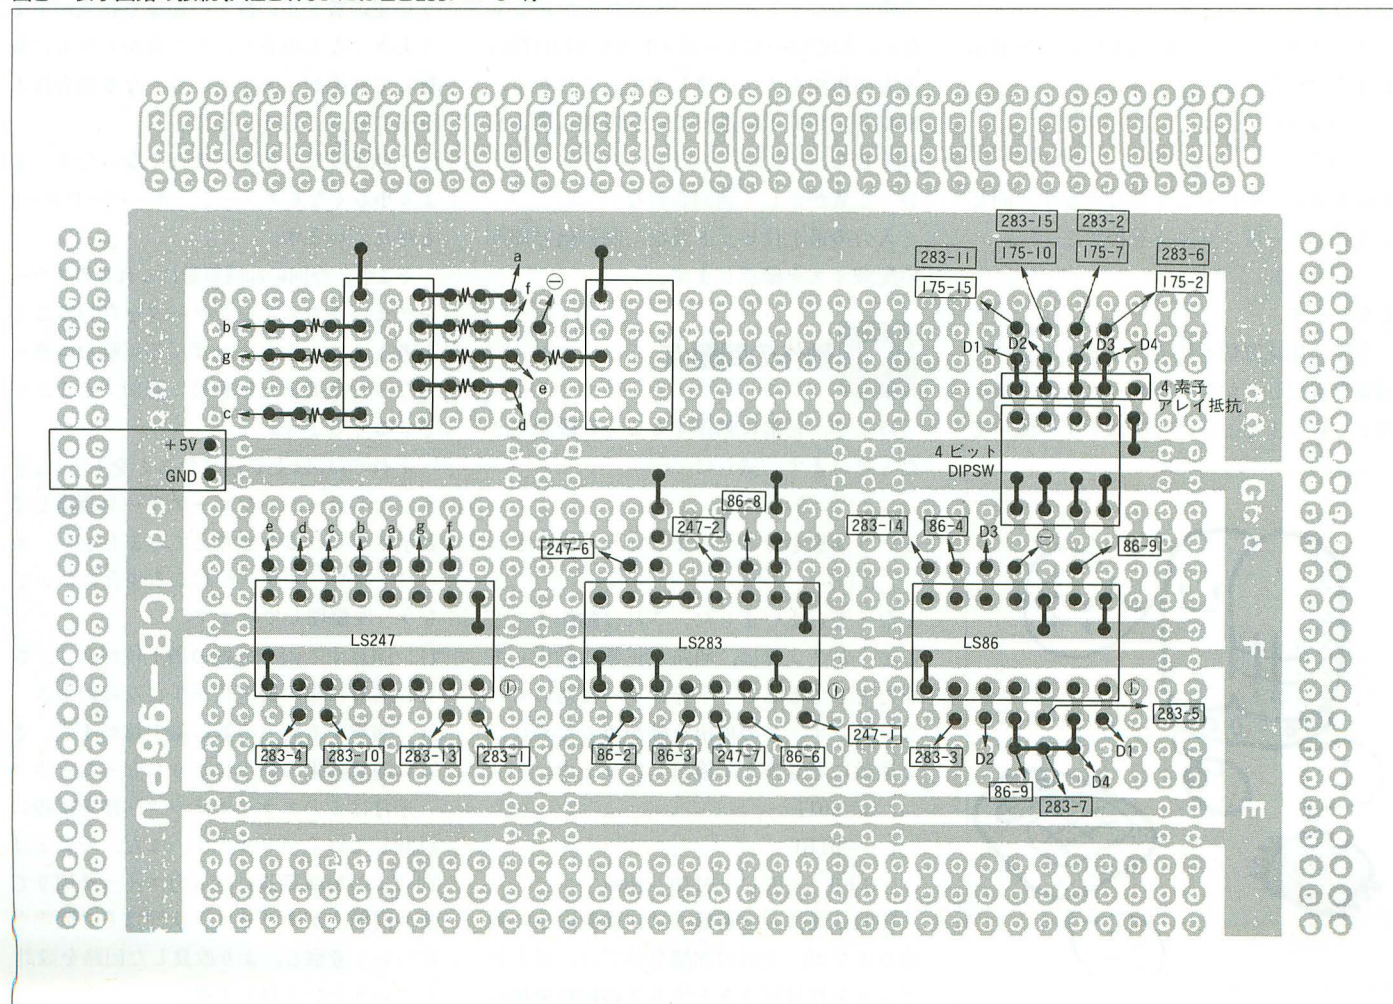 283-15
283-2
283-11
175-10
175-7
283-6
175-15
175-2
a
f
⊖
b
D1
D2
D3
D4
g
e
4 素子
アレイ抵抗
c
d
+5V
GND
4 ビット
DIPSW
86-8
e
d
c
b
a
g
f
247-6
247-2
283-14
86-4
D3
⊖
86-9
LS247
LS283
LS86
①
①
①
283-4
283-10
283-13
283-1
86-2
86-3
247-7
86-6
247-1
283-3
D2
283-5
D1
86-9
D4
283-7
ICB-96PU
G
F
E